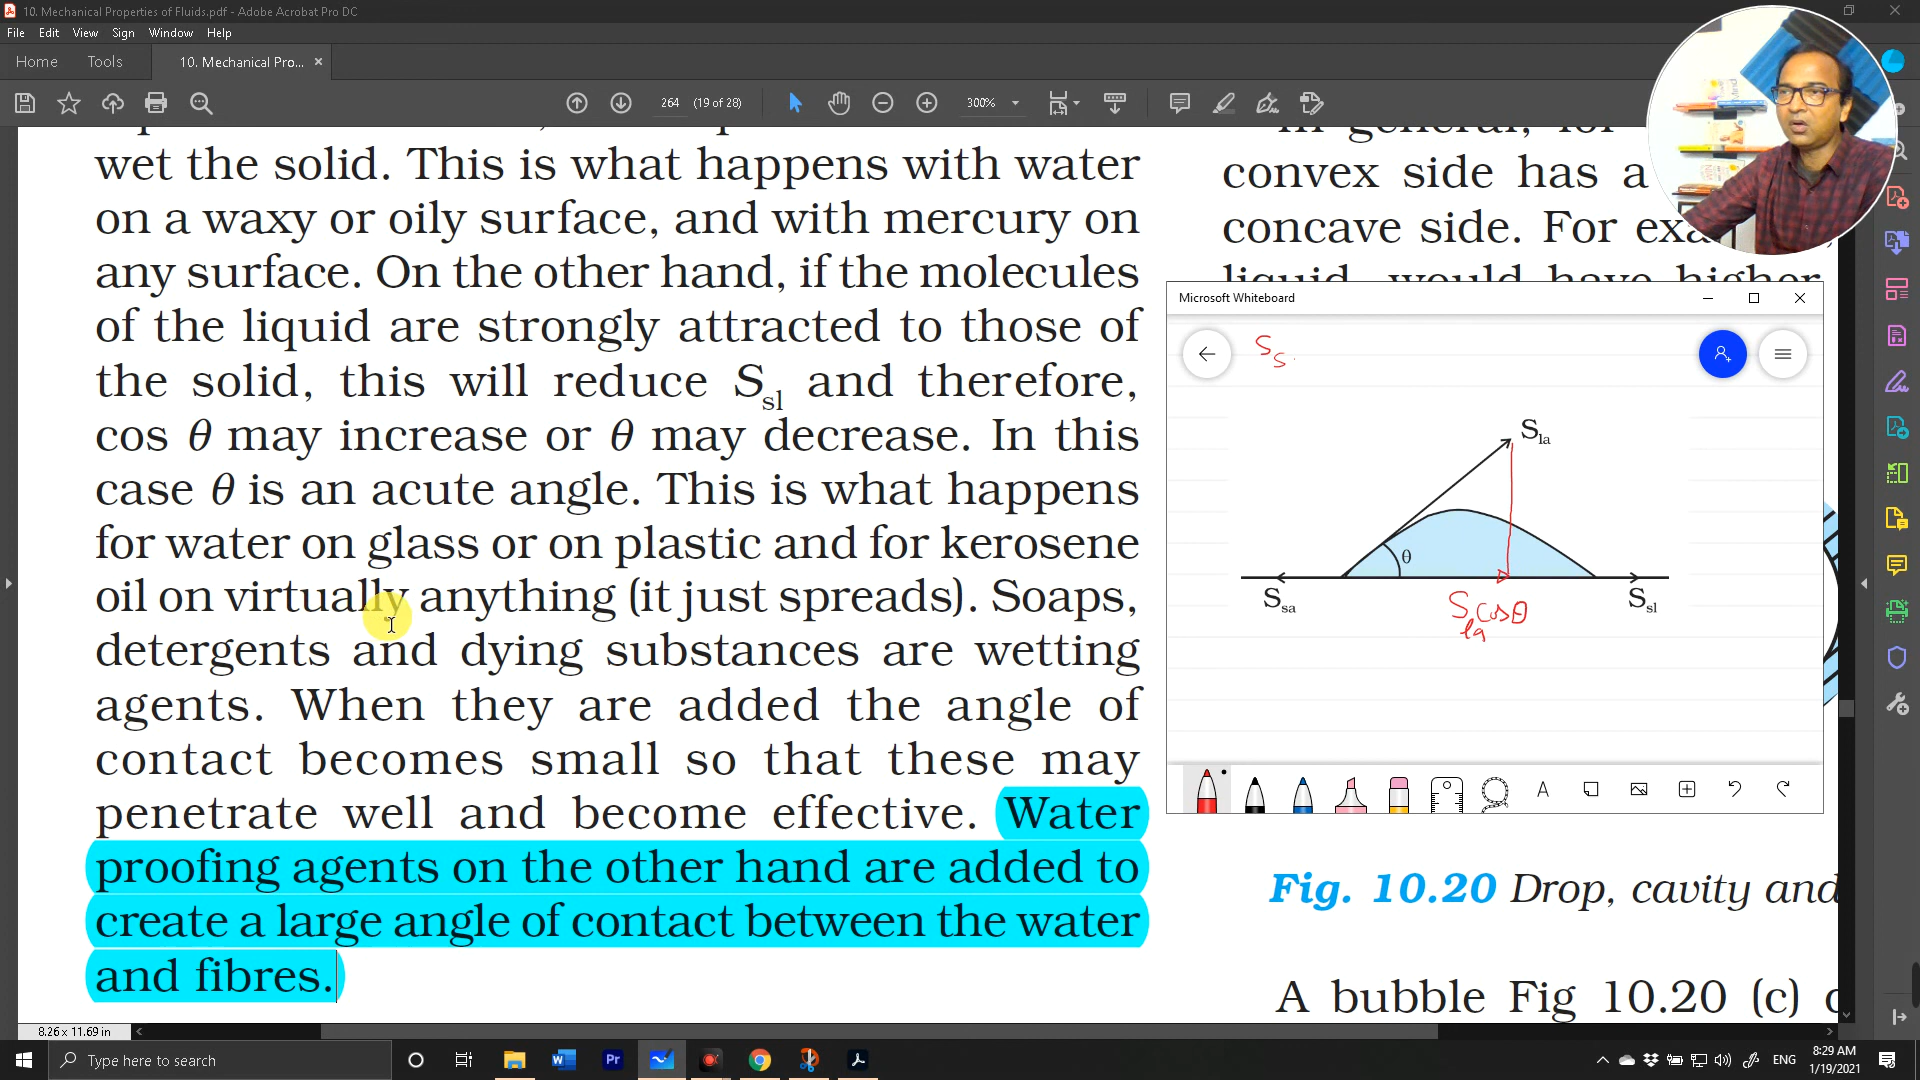 10. Mechanical Properties of Fluids.pdf - Adobe Acrobat Pro DC
File Edit View Sign Window Help
Home Tools 10. Mechanical Pro... ×
264 (19 of 28) 300%
wet the solid. This is what happens with water
on a waxy or oily surface, and with mercury on
any surface. On the other hand, if the molecules
of the liquid are strongly attracted to those of
the solid, this will reduce Ssl and therefore,
cos θ may increase or θ may decrease. In this
case θ is an acute angle. This is what happens
for water on glass or on plastic and for kerosene
oil on virtually anything (it just spreads). Soaps,
detergents and dying substances are wetting
agents. When they are added the angle of
contact becomes small so that these may
penetrate well and become effective. Water
proofing agents on the other hand are added to
create a large angle of contact between the water
and fibres.
In general, for
convex side has a
concave side. For
liquid, would have higher
Microsoft Whiteboard
Ss
Sla
θ
Ssa
Ssl
Sla cosθ
Fig. 10.20 Drop, cavity and
A bubble Fig 10.20 (c)
8.26 x 11.69 in
Type here to search
ENG
8:29 AM
1/19/2021